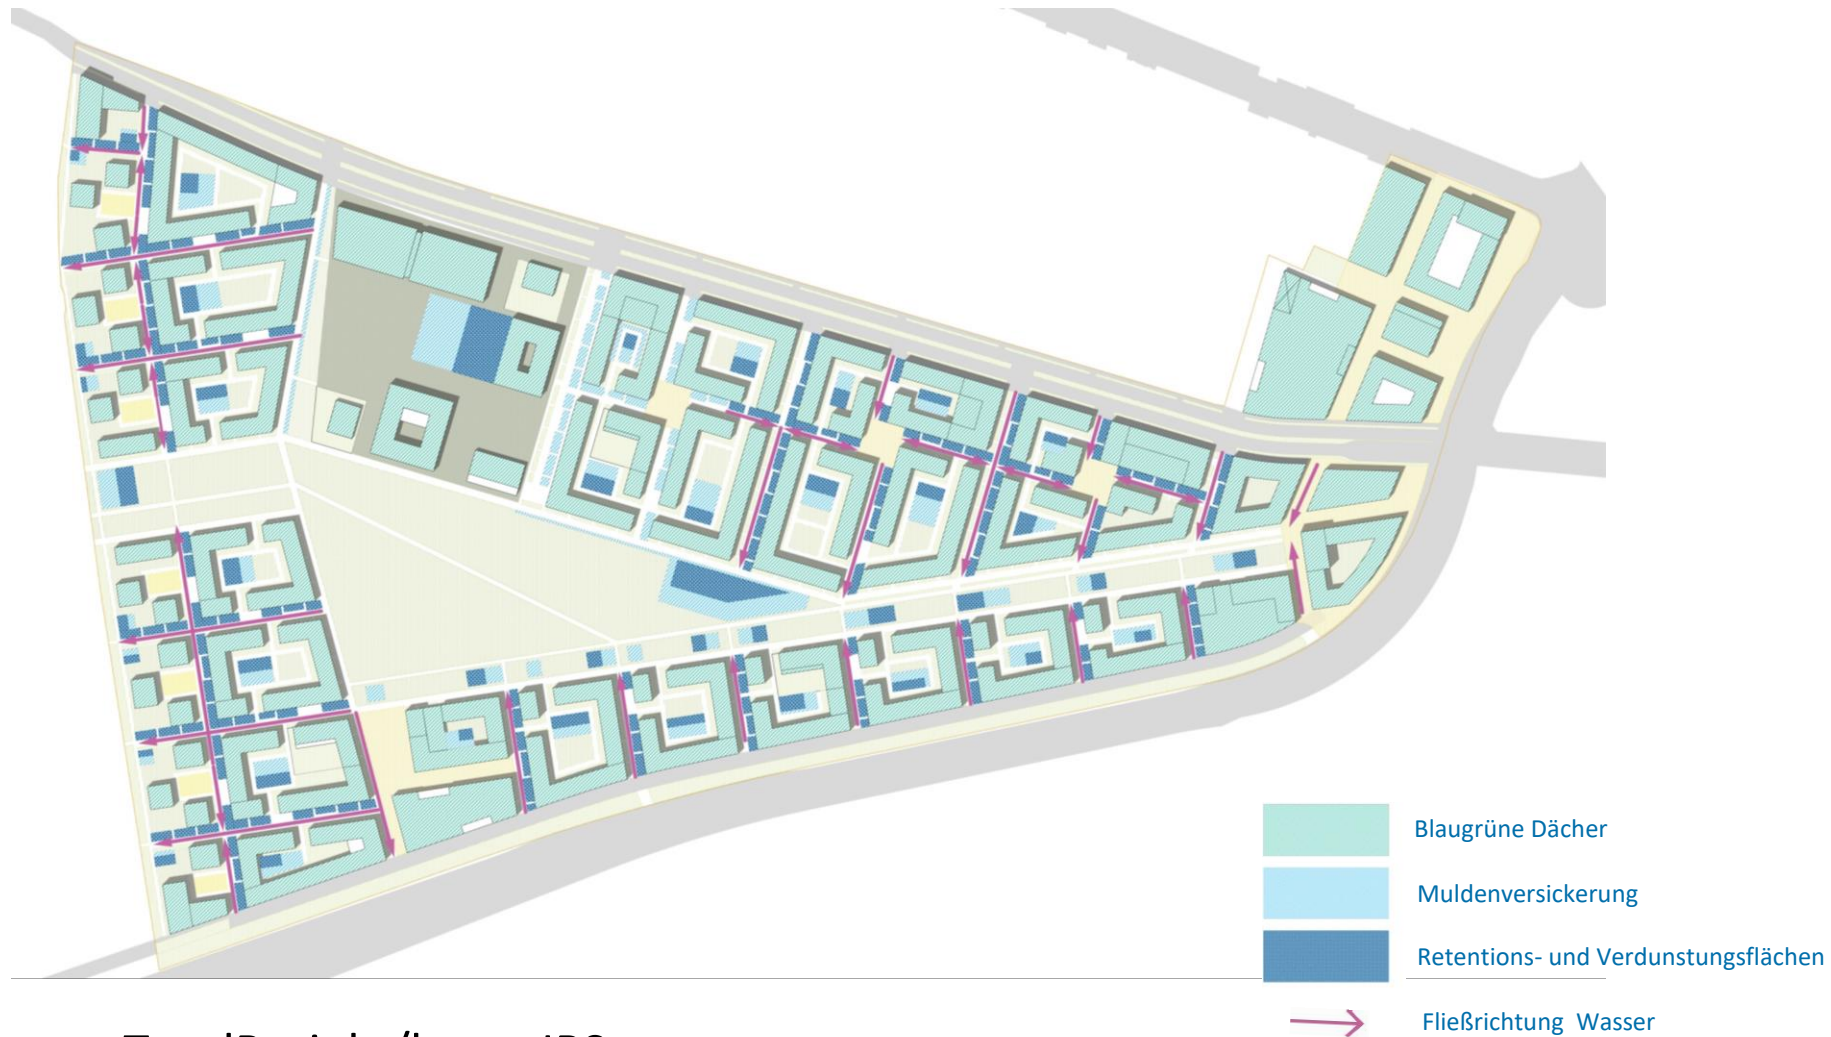 Blaugrüne Dächer
Muldenversickerung
Retentions- und Verdunstungsflächen
Fließrichtung Wasser